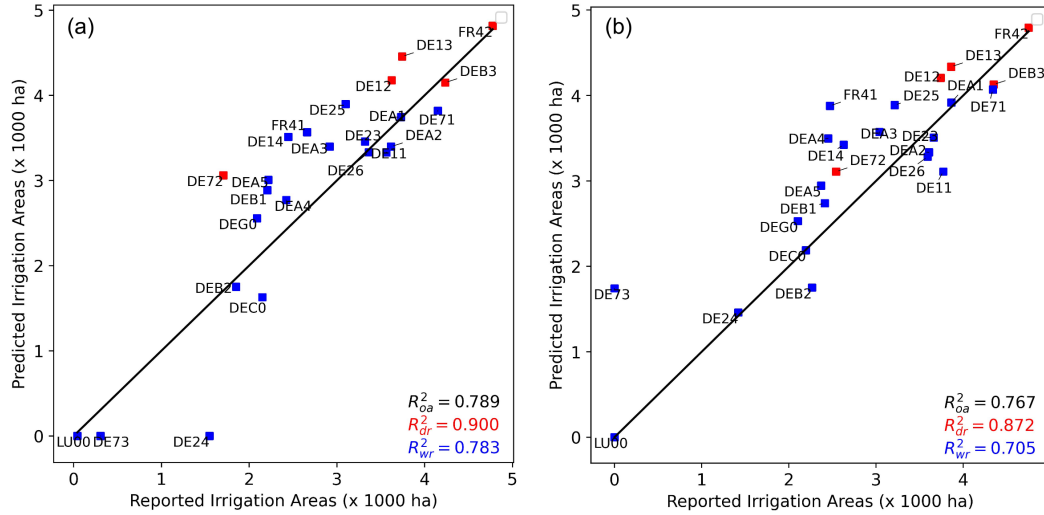 (a)
Predicted Irrigation Areas (x 1000 ha)
5
4
3
2
1
0
FR42
DE13
DEB3
DE12
DE25
DEA1
DE71
FR41
DE14
DE23
DEA2
DEA3
DE11
DE26
DE72
DEA5
DEB1
DEA4
DEG0
DEB2
DEC0
LU00
DE73
DE24
R²oa = 0.789
R²dr = 0.900
R²wr = 0.783
0 1 2 3 4 5
Reported Irrigation Areas (x 1000 ha)
(b)
Predicted Irrigation Areas (x 1000 ha)
5
4
3
2
1
0
FR42
DE13
DEB3
DE12
DEA1
FR41
DE25
DE71
DEA4
DEA3
DE23
DE14
DEA2
DE72
DE26
DE11
DEA5
DEB1
DEG0
DEC0
DE73
DEB2
DE24
LU00
R²oa = 0.767
R²dr = 0.872
R²wr = 0.705
0 1 2 3 4
Reported Irrigation Areas (x 1000 ha)